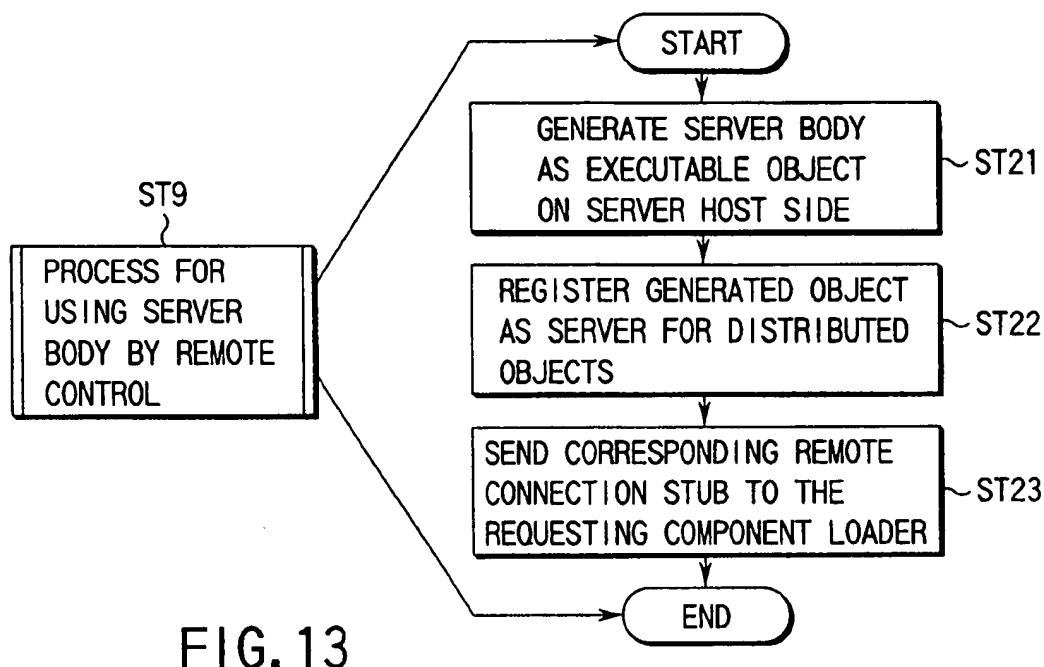 ST9
PROCESS FOR
USING SERVER
BODY BY REMOTE
CONTROL
START
GENERATE SERVER BODY
AS EXECUTABLE OBJECT
ON SERVER HOST SIDE
ST21
REGISTER GENERATED OBJECT
AS SERVER FOR DISTRIBUTED
OBJECTS
ST22
SEND CORRESPONDING REMOTE
CONNECTION STUB TO THE
REQUESTING COMPONENT LOADER
ST23
END
FIG. 13